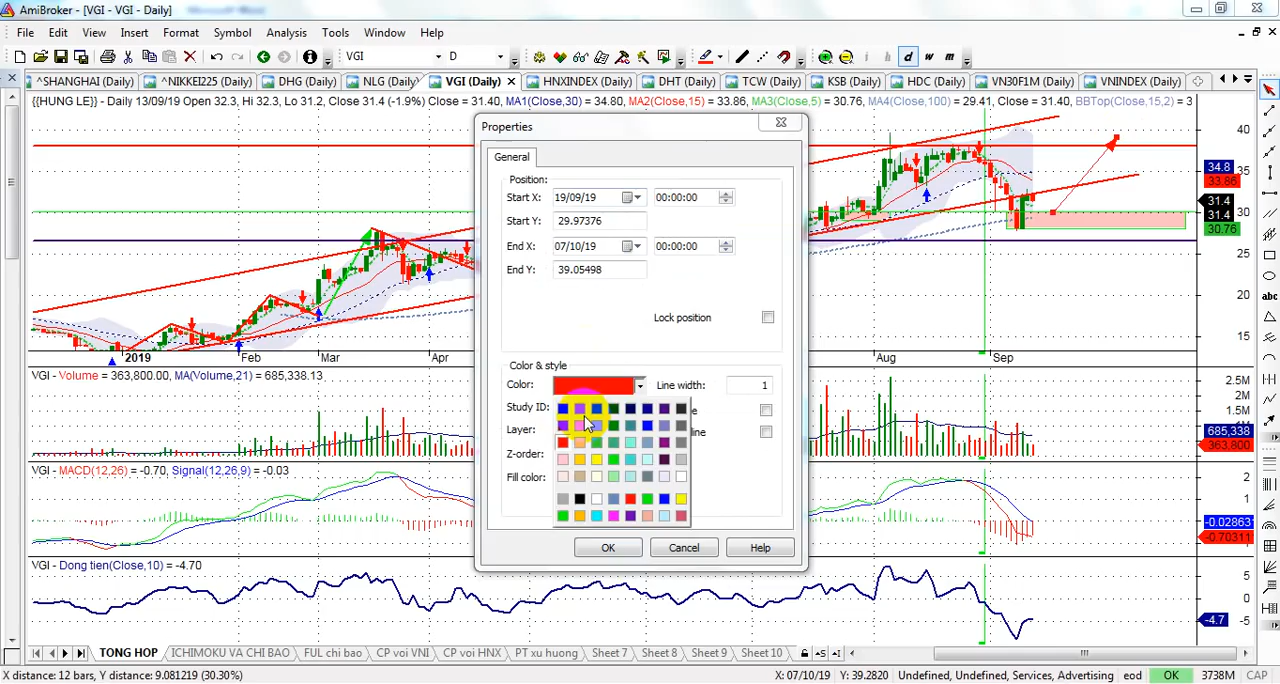 AmiBroker - [VGI - VGI - Daily]
File Edit View Insert Format Symbol Analysis Tools Window Help
VGI D d w m
^SHANGHAI (Daily) ^NIKKE225 (Daily) DHG (Daily) NLG (Daily) VGI (Daily) HNXINDEX (Daily) DHT (Daily) TCW (Daily) KSB (Daily) HDC (Daily) VN30F1M (Daily) VNINDEX (Daily)
{{HUNG LE}} - Daily 13/09/19 Open 32.3, Hi 32.3, Lo 31.2, Close 31.4 (-1.9%) Close = 31.40, MA1(Close,30) = 34.80, MA2(Close,15) = 33.86, MA3(Close,5) = 30.76, MA4(Close,100) = 29.41, Close = 31.40, BBTop(Close,15,2) = 3
Properties
General
Position:
Start X: 19/09/19 00:00:00
Start Y: 29.97376
End X: 07/10/19 00:00:00
End Y: 39.05498
Lock position
Color & style
Color: Line width: 1
Study ID:
Layer:
Z-order:
Fill color:
OK Cancel Help
40
34.8
33.86
31.4
31.4
30
30.76
25
20
15
2019 Feb Mar Apr Aug Sep
abc
VGI - Volume = 363,800.00, MA(Volume,21) = 685,338.13
2.5M
2.0M
1.5M
685,338
363,800
VGI - MACD(12,26) = -0.70, Signal(12,26,9) = -0.03
2
1
-0.02863
-0.70311
VGI - Dong tien(Close,10) = -4.70
5
0
-4.7
TONG HOP ICHIMOKU VA CHI BAO FUL chi bao CP voi VNI CP voi HNX PT xu huong Sheet 7 Sheet 8 Sheet 9 Sheet 10
X distance: 12 bars, Y distance: 9.081219 (30.30%) X: 07/10/19 Y: 39.2820 Undefined, Undefined, Services, Advertising eod OK 3738M CAP